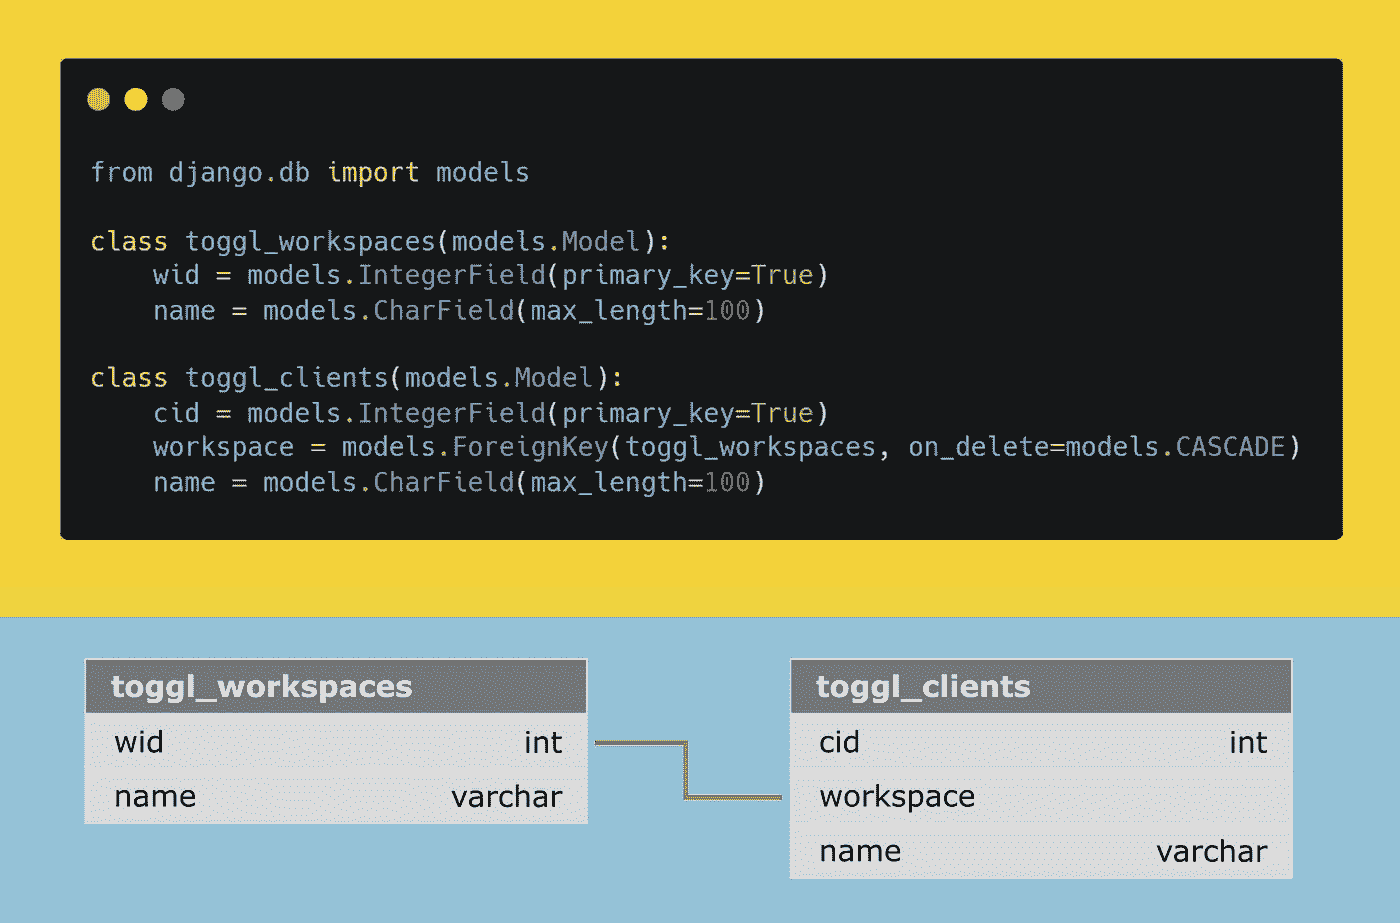 from django.db import models
class toggl_workspaces(models.Model):
    wid = models.IntegerField(primary_key=True)
    name = models.CharField(max_length=100)
class toggl_clients(models.Model):
    cid = models.IntegerField(primary_key=True)
    workspace = models.ForeignKey(toggl_workspaces, on_delete=models.CASCADE)
    name = models.CharField(max_length=100)
toggl_workspaces
wid int
name varchar
toggl_clients
cid int
workspace
name varchar